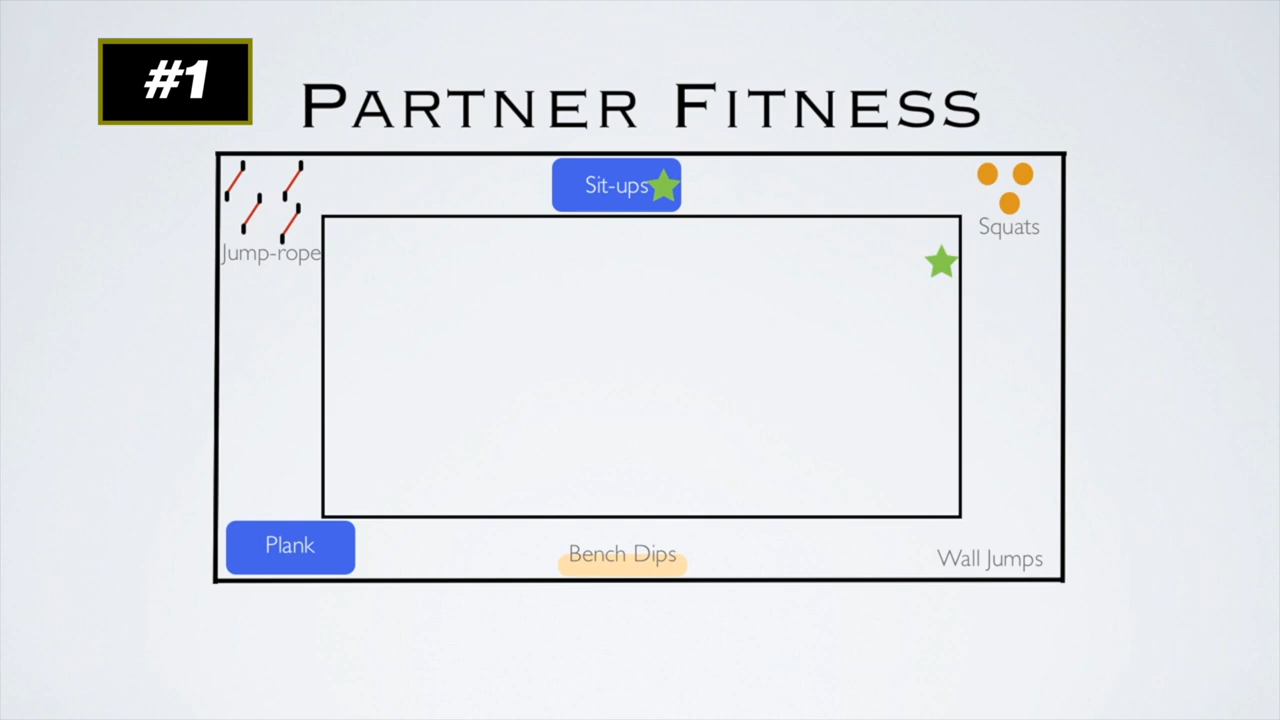 #1
PARTNER FITNESS
Sit-ups
Squats
Jump-rope
Plank
Bench Dips
Wall Jumps